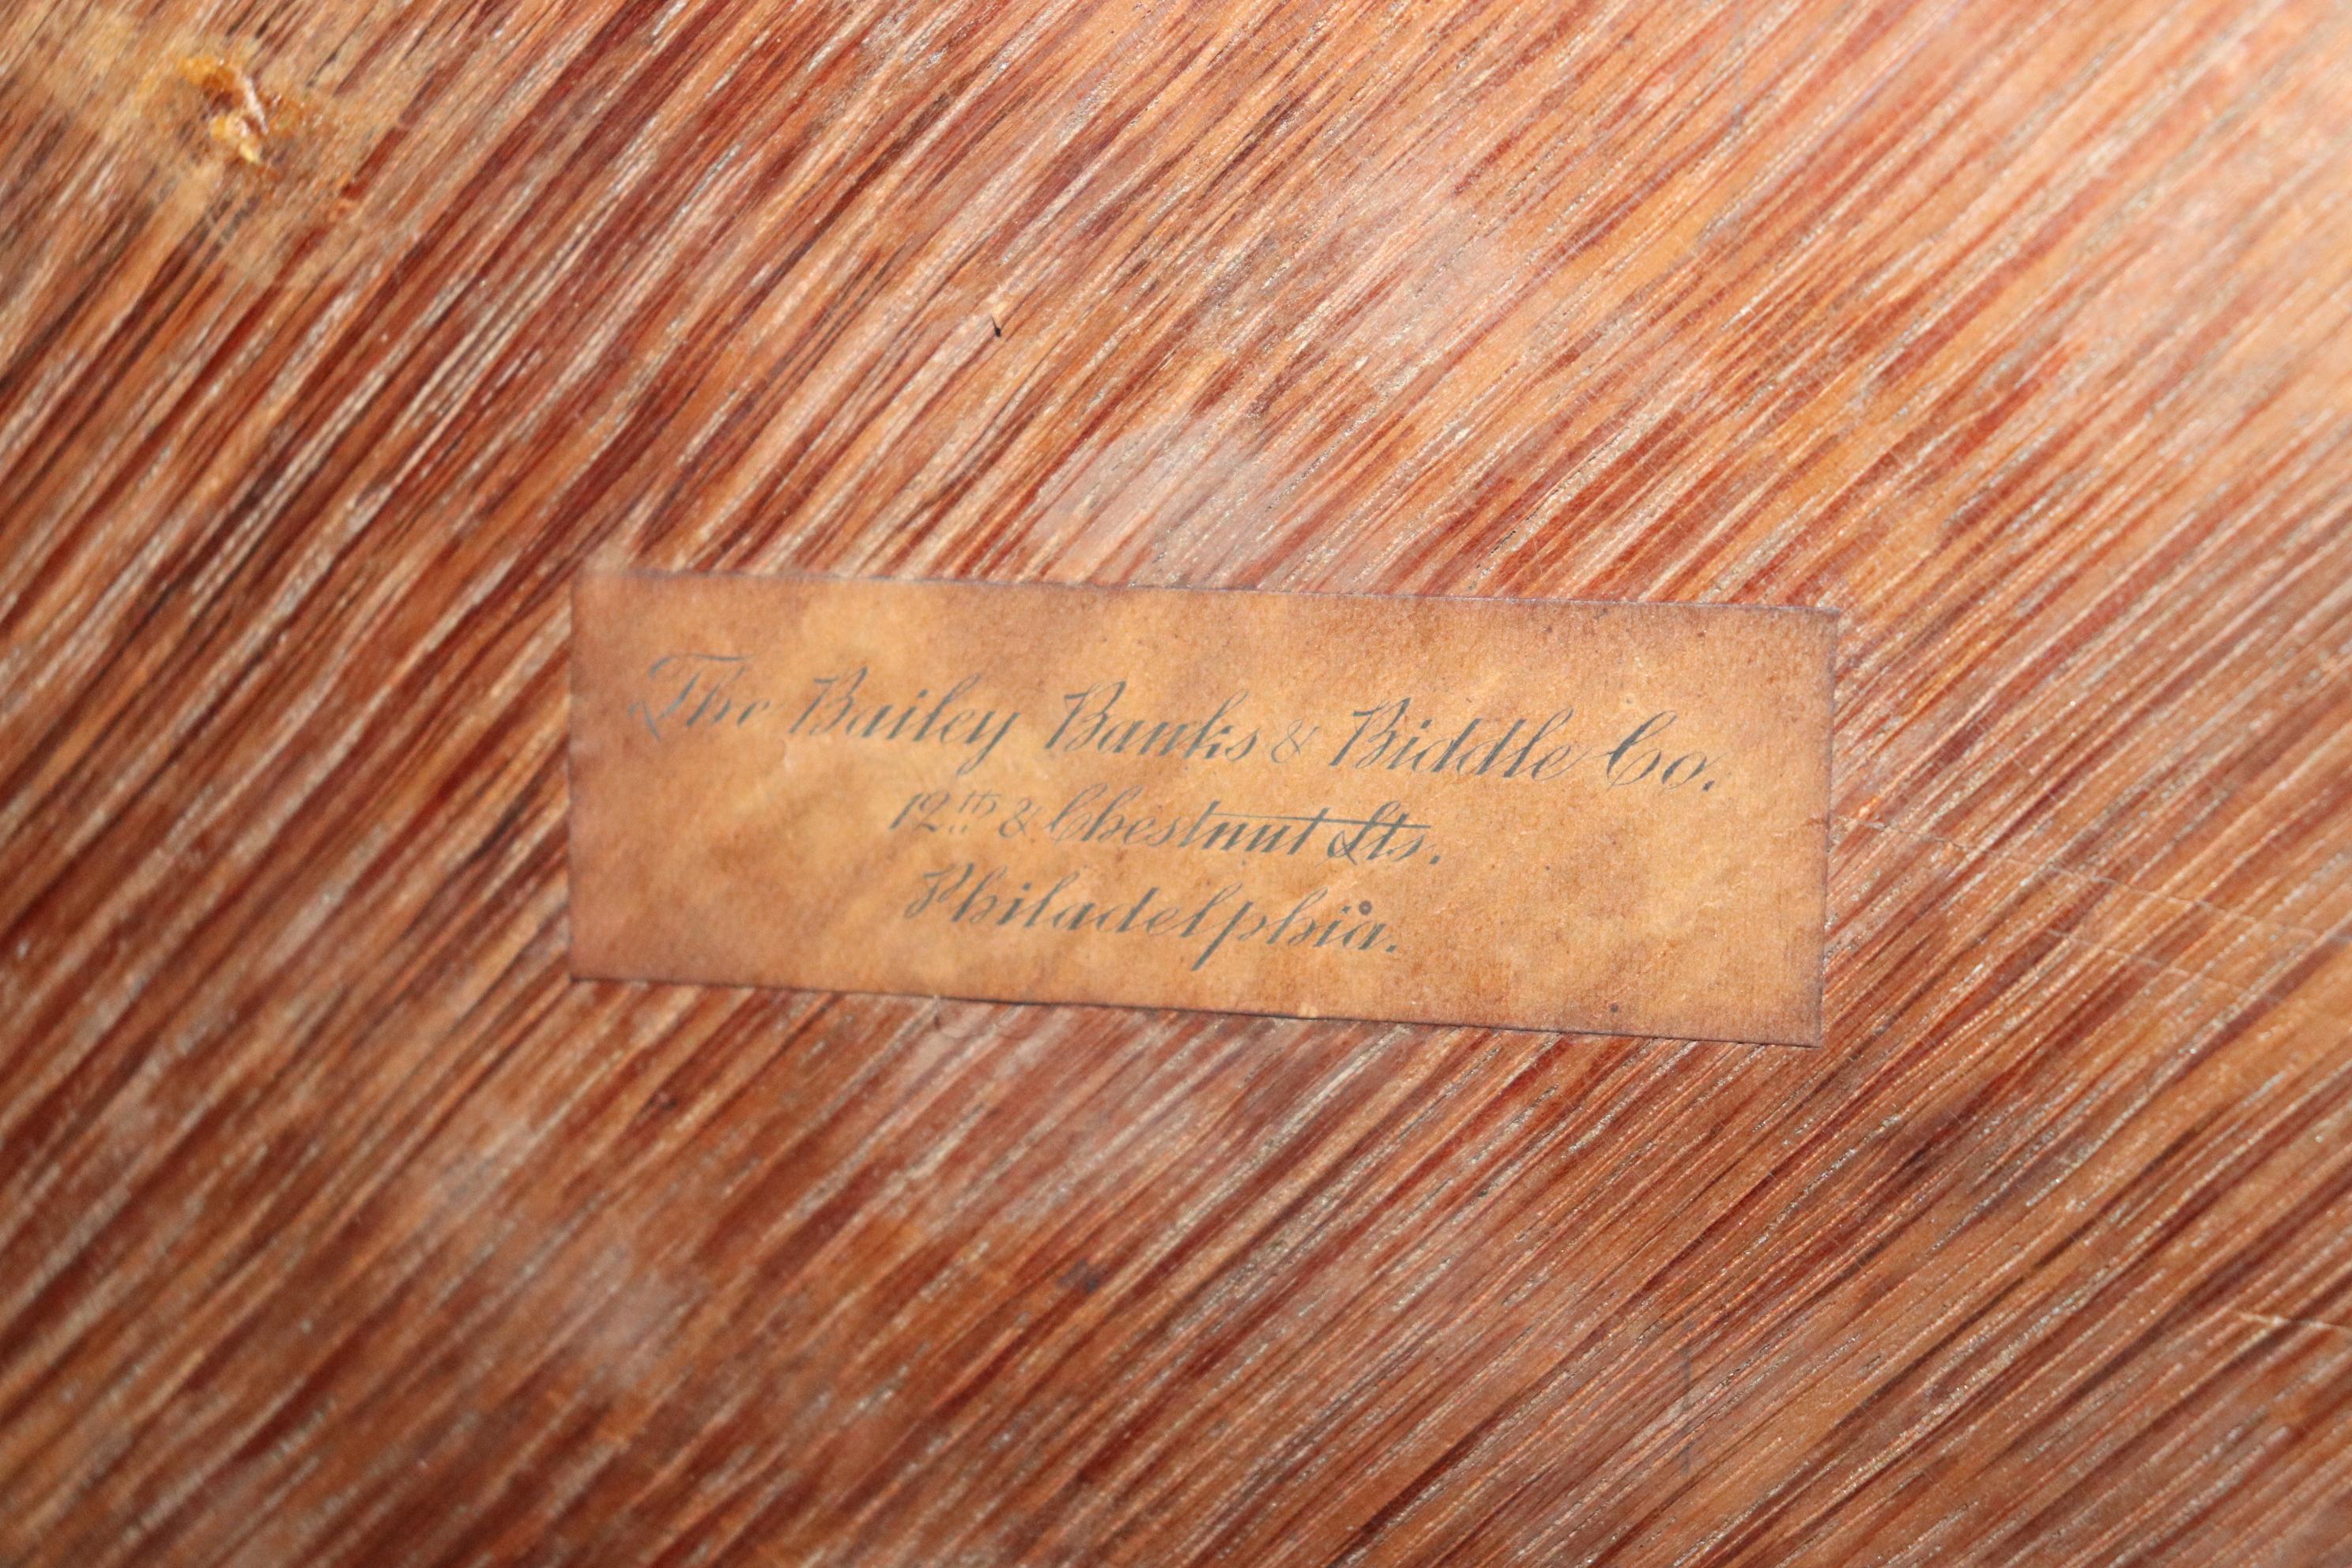 The Bailey Banks & Biddle Co.
12th & Chestnut Sts.
Philadelphia.